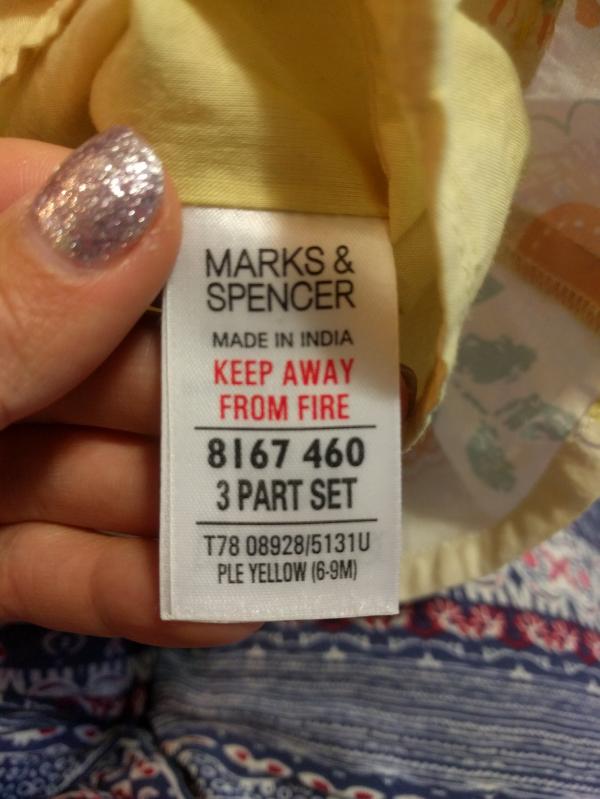 MARKS &
SPENCER
MADE IN INDIA
KEEP AWAY
FROM FIRE
8167 460
3 PART SET
T78 08928/5131U
PLE YELLOW (6-9M)